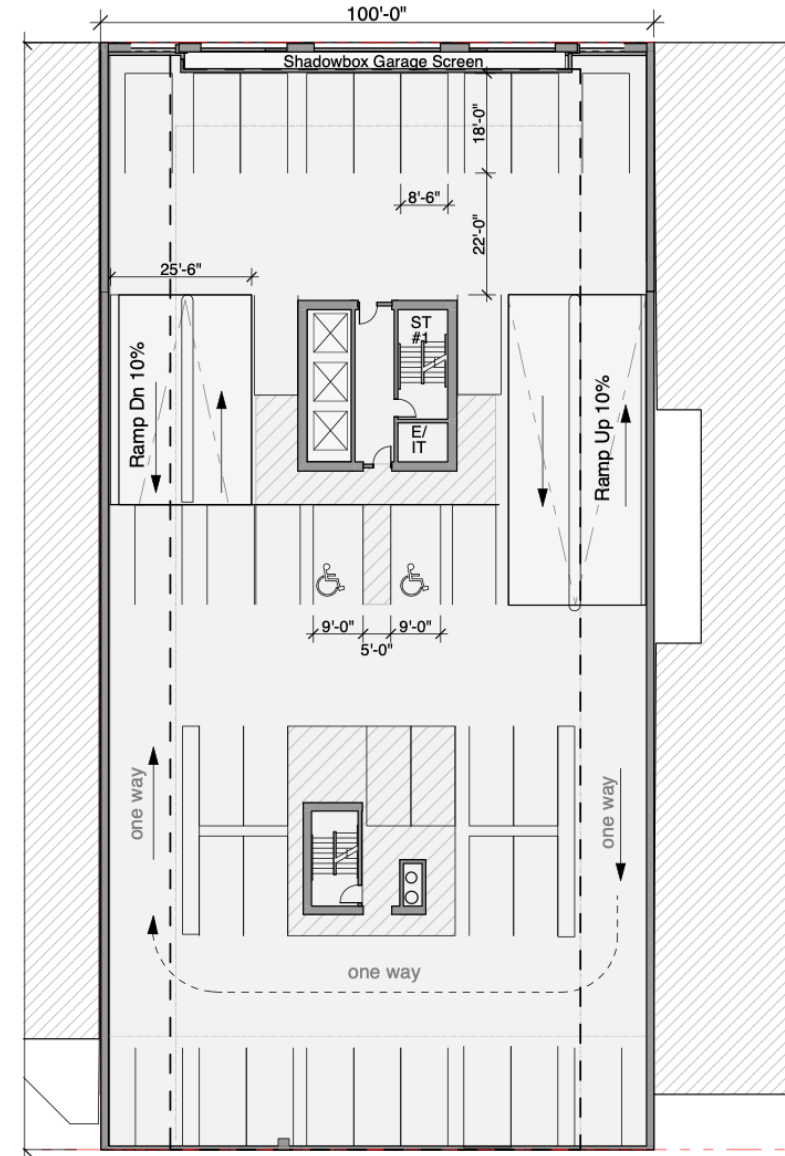 100'-0"
Shadowbox Garage Screen
18'-0"
8'-6"
22'-0"
25'-6"
Ramp Dn 10%
ST
#1
E/
IT
Ramp Up 10%
9'-0"
9'-0"
5'-0"
one way
one way
one way